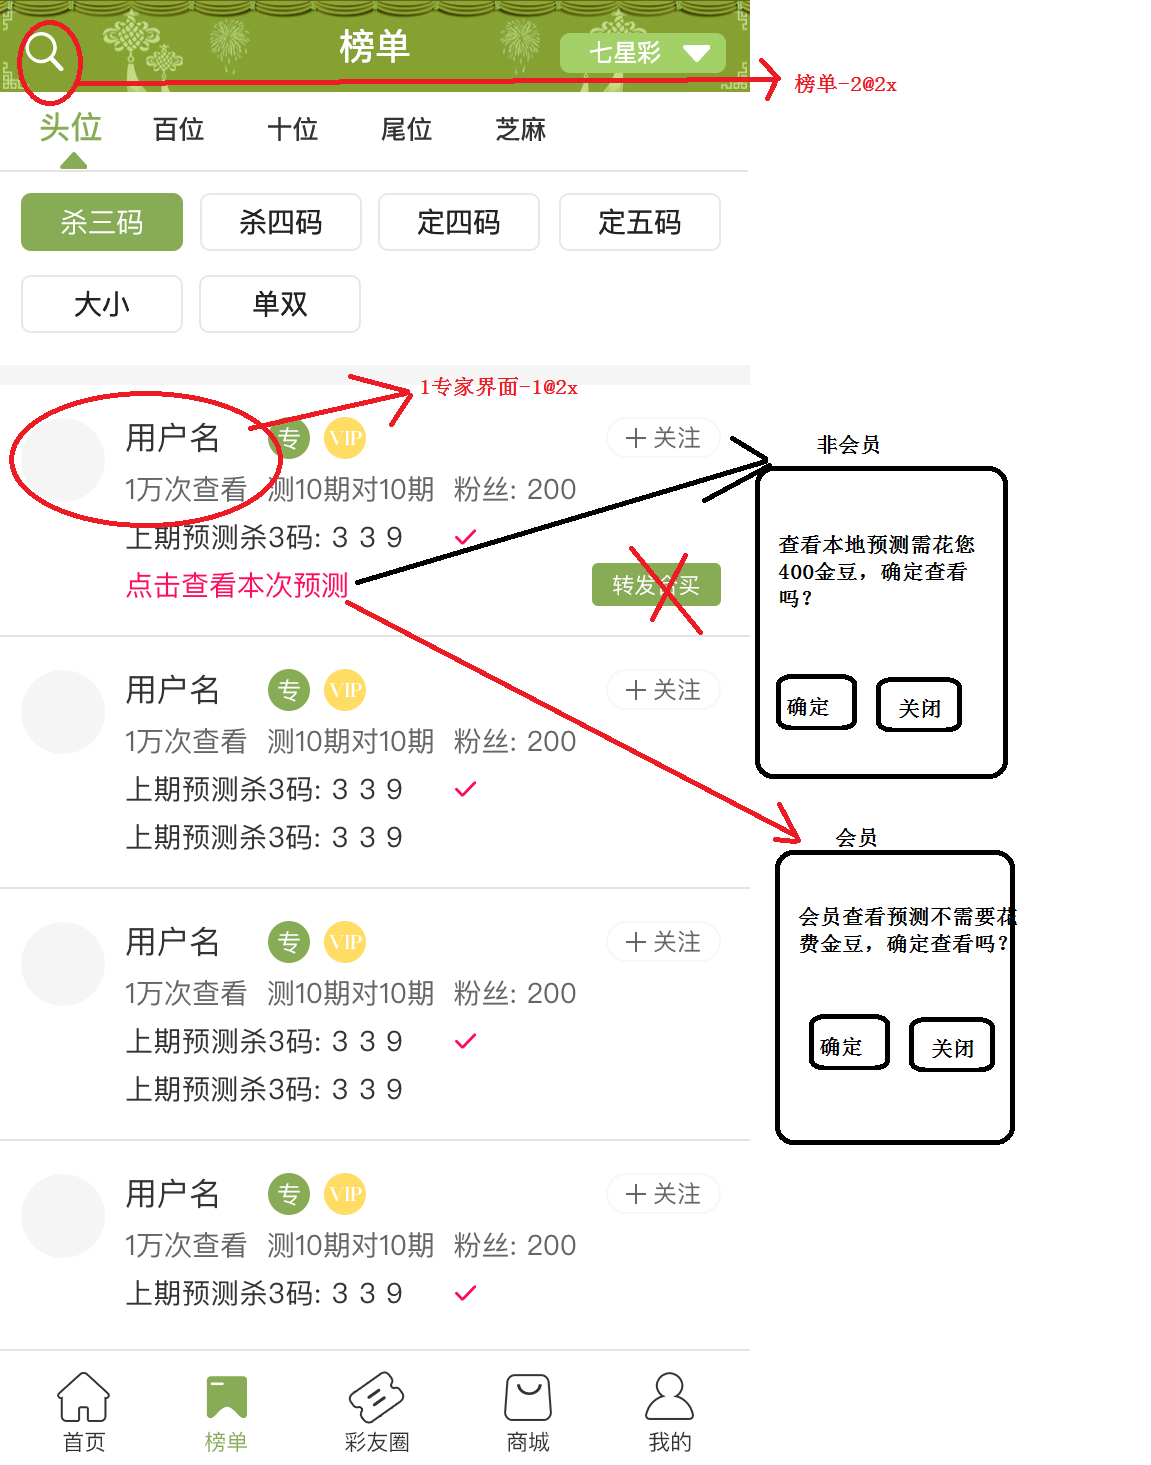 榜单
七星彩
榜单-2@2x
头位 百位 十位 尾位 芝麻
杀三码 杀四码 定四码 定五码
大小 单双
1专家界面-1@2x
用户名 专 VIP 十关注
1万次查看 测10期对10期 粉丝: 200
上期预测杀3码: 3 3 9
点击查看本次预测
转发合买
非会员
查看本地预测需花您
400金豆，确定查看
吗？
确定 关闭
用户名 专 VIP 十关注
1万次查看 测10期对10期 粉丝: 200
上期预测杀3码: 3 3 9
上期预测杀3码: 3 3 9
会员
会员查看预测不需要花
费金豆，确定查看吗？
确定 关闭
用户名 专 VIP 十关注
1万次查看 测10期对10期 粉丝: 200
上期预测杀3码: 3 3 9
上期预测杀3码: 3 3 9
用户名 专 VIP 十关注
1万次查看 测10期对10期 粉丝: 200
上期预测杀3码: 3 3 9
首页 榜单 彩友圈 商城 我的